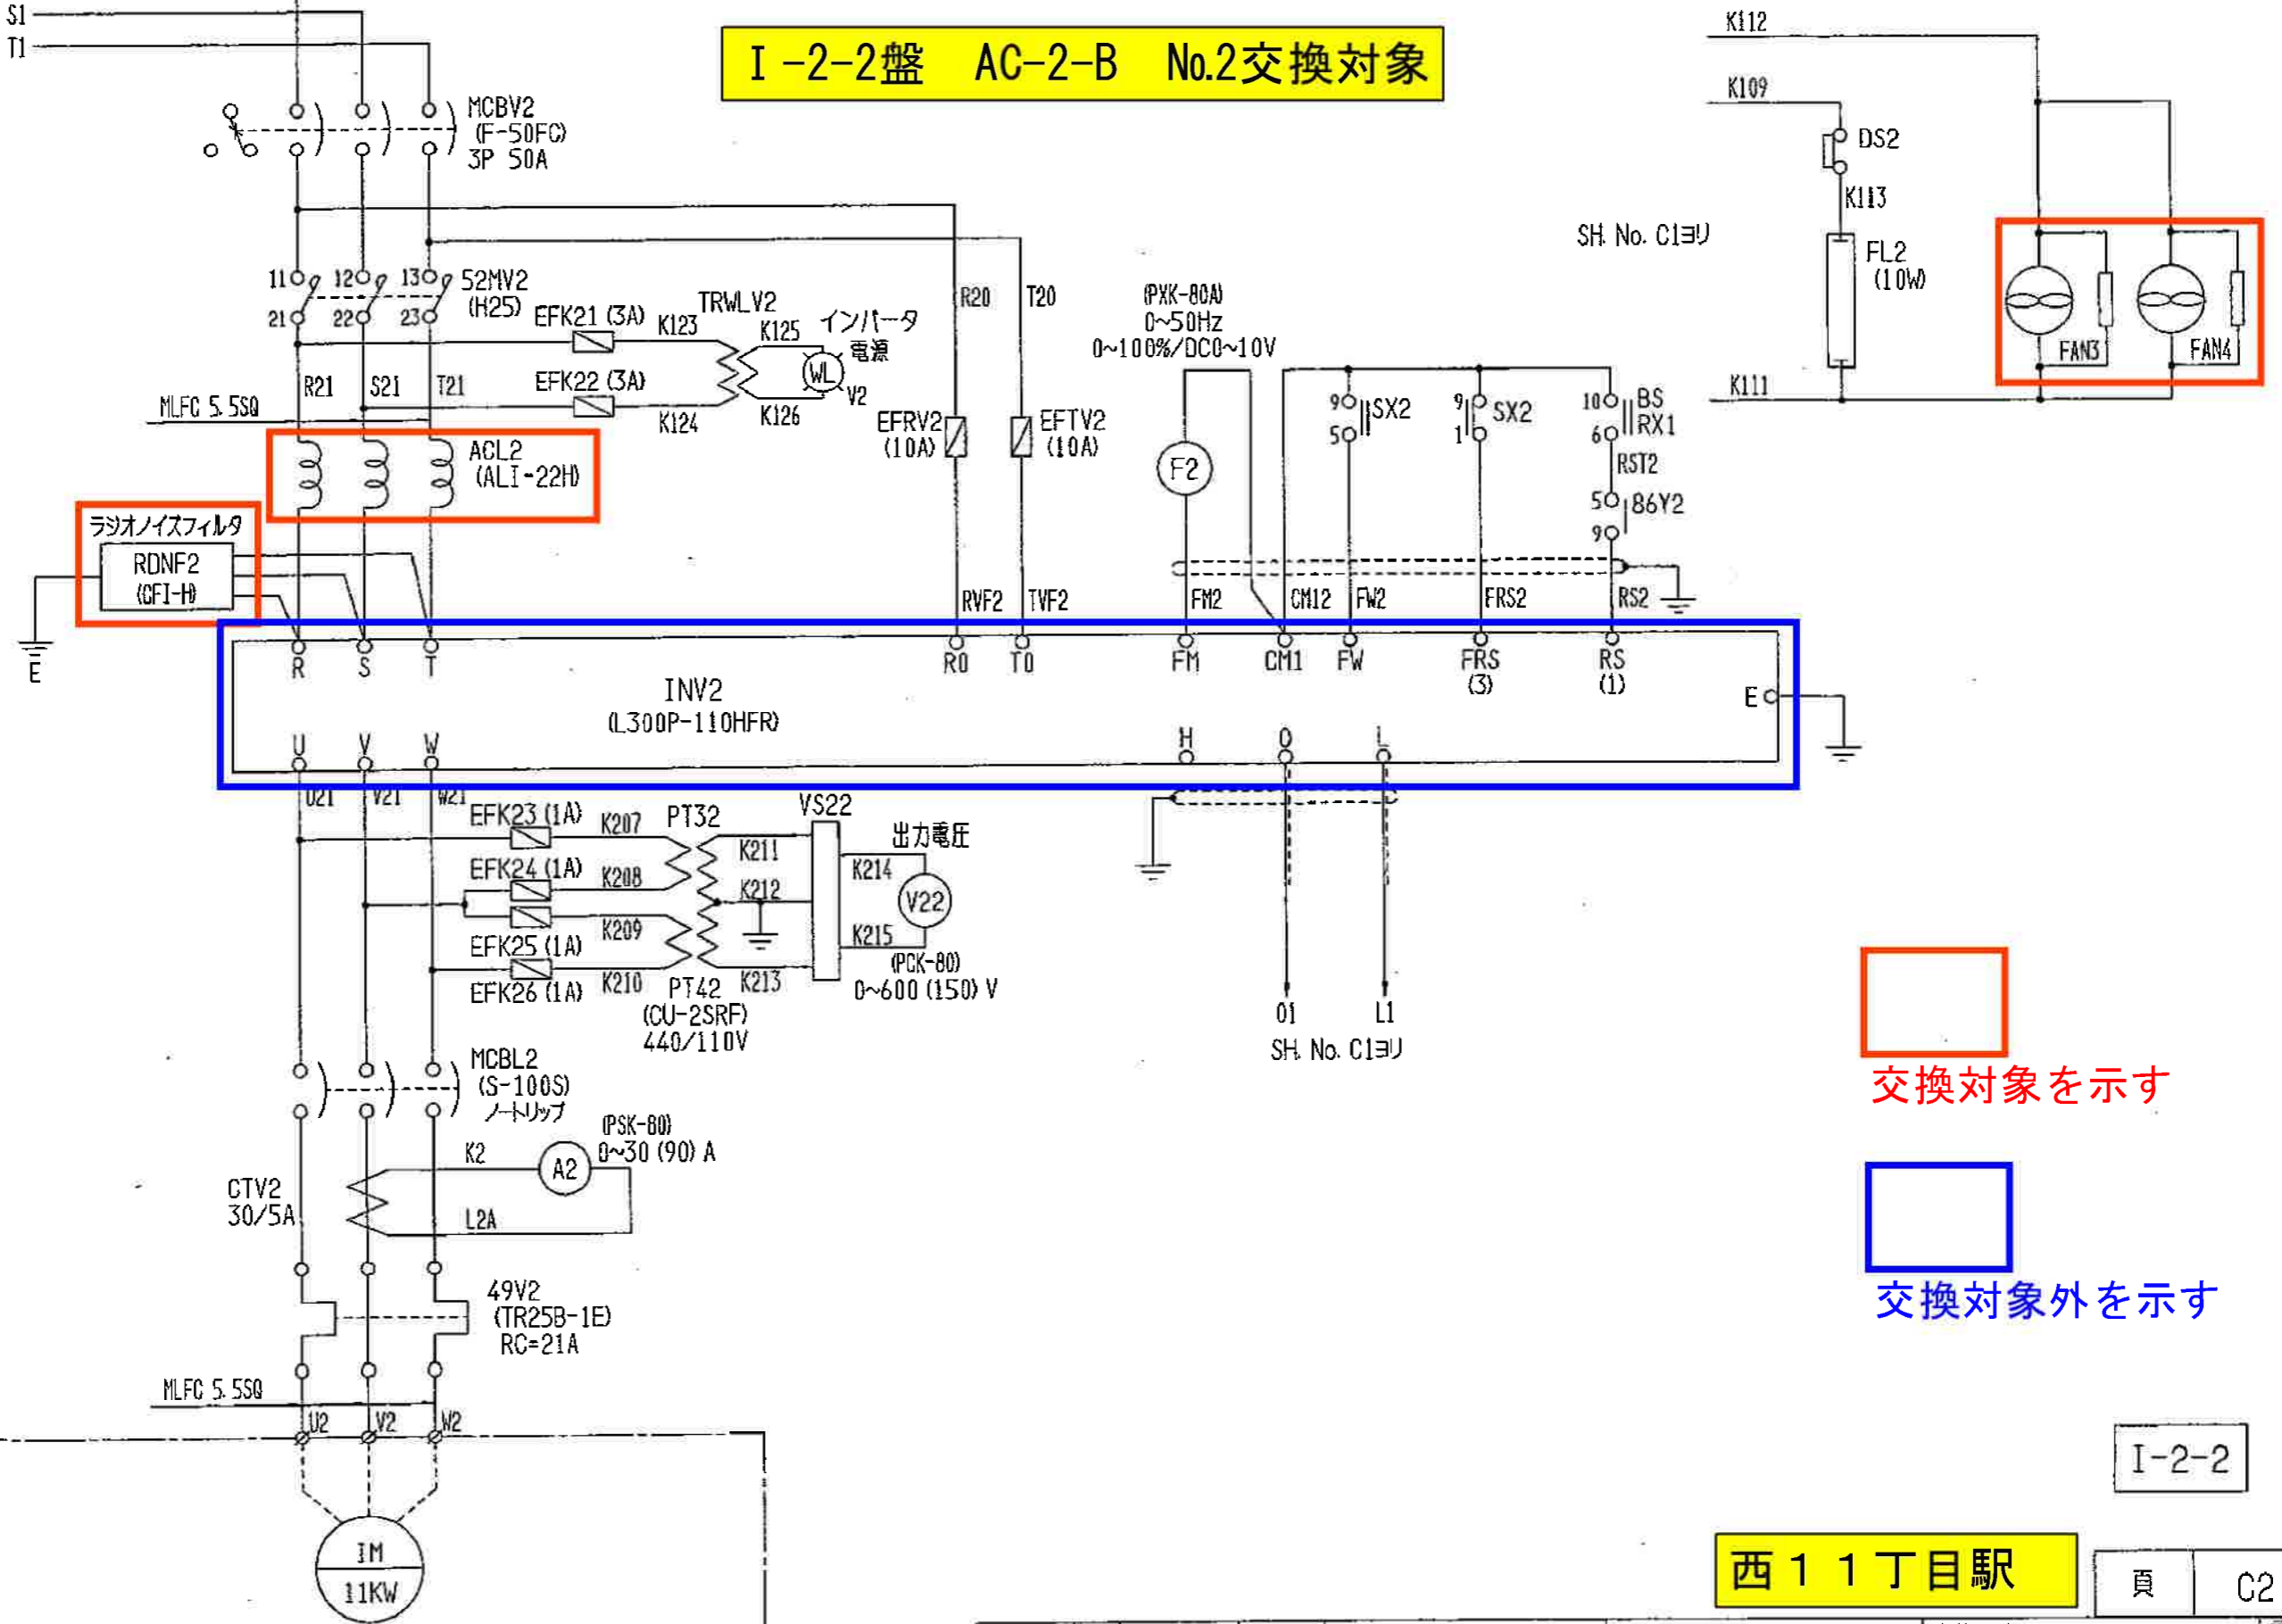 S1
T1
I-2-2盤 AC-2-B No.2交換対象
K112
K109
DS2
K113
FL2
(10W)
SH. No. C1ヨリ
FAN3
FAN4
K111
MCBV2
(F-50FC)
3P 50A
11
12
13
52MV2
(H25)
21
22
23
EFK21 (3A)
K123
TRWLV2
K125
インバータ
電源
WL
V2
EFK22 (3A)
K124
K126
R20
T20
(PXK-80A)
0~50Hz
0~100%/DC0~10V
R21
S21
T21
MLFC 5.5SQ
EFRV2
(10A)
EFTV2
(10A)
F2
9
SX2
5
9
SX2
1
10
BS
RX1
6
RST2
5
86Y2
9
ACL2
(ALI-22H)
ラジオノイズフィルタ
RDNF2
(CFI-H)
E
RVF2
TVF2
FM2
CM12
FW2
FRS2
RS2
R
S
T
R0
T0
FM
CM1
FW
FRS
(3)
RS
(1)
INV2
(L300P-110HFR)
E
U
V
W
H
O
L
U21
V21
W21
EFK23 (1A)
K207
PT32
K211
VS22
出力電圧
K214
EFK24 (1A)
K208
K212
V22
EFK25 (1A)
K209
K215
(PCK-80)
0~600 (150) V
EFK26 (1A)
K210
PT42
K213
(CU-2SRF)
440/110V
O1
L1
SH. No. C1ヨリ
交換対象を示す
交換対象外を示す
MCBL2
(S-100S)
ノートリップ
(PSK-80)
0~30 (90) A
K2
A2
CTV2
30/5A
L2A
49V2
(TR25B-1E)
RC=21A
MLFC 5.5SQ
U2
V2
W2
IM
11KW
I-2-2
西11丁目駅
頁
C2